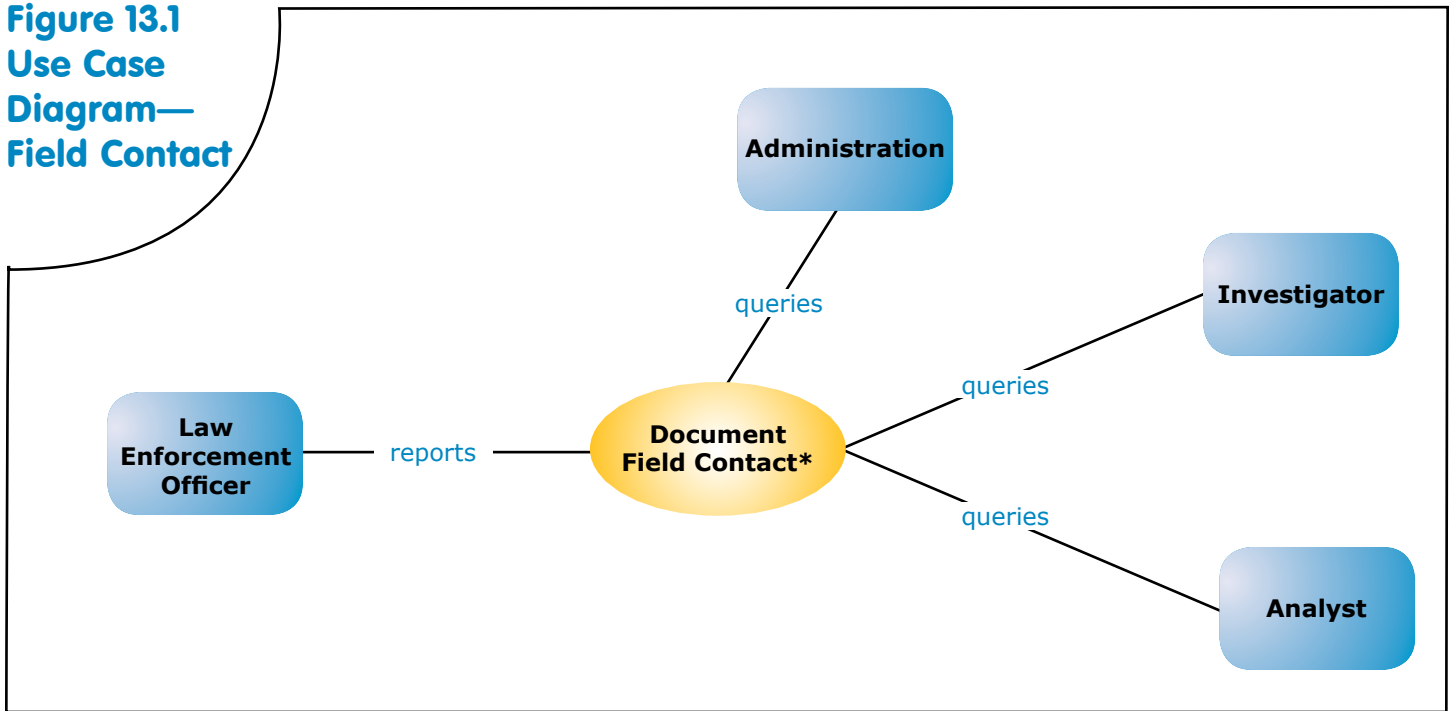 Figure 13.1
Use Case
Diagram—
Field Contact
Administration
queries
Investigator
queries
Law
Enforcement
Officer
reports
Document
Field Contact*
queries
Analyst